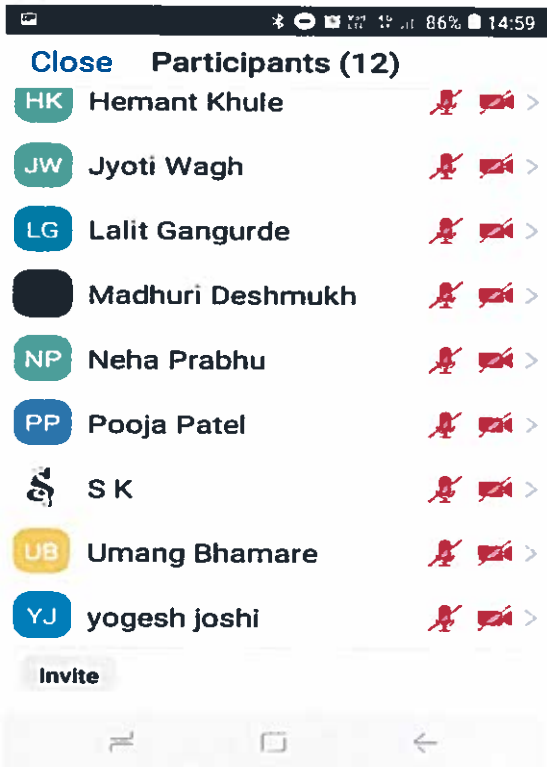 86% 14:59
Close Participants (12)
HK Hemant Khule
JW Jyoti Wagh
LG Lalit Gangurde
Madhuri Deshmukh
NP Neha Prabhu
PP Pooja Patel
S S K
UB Umang Bhamare
YJ yogesh joshi
Invite